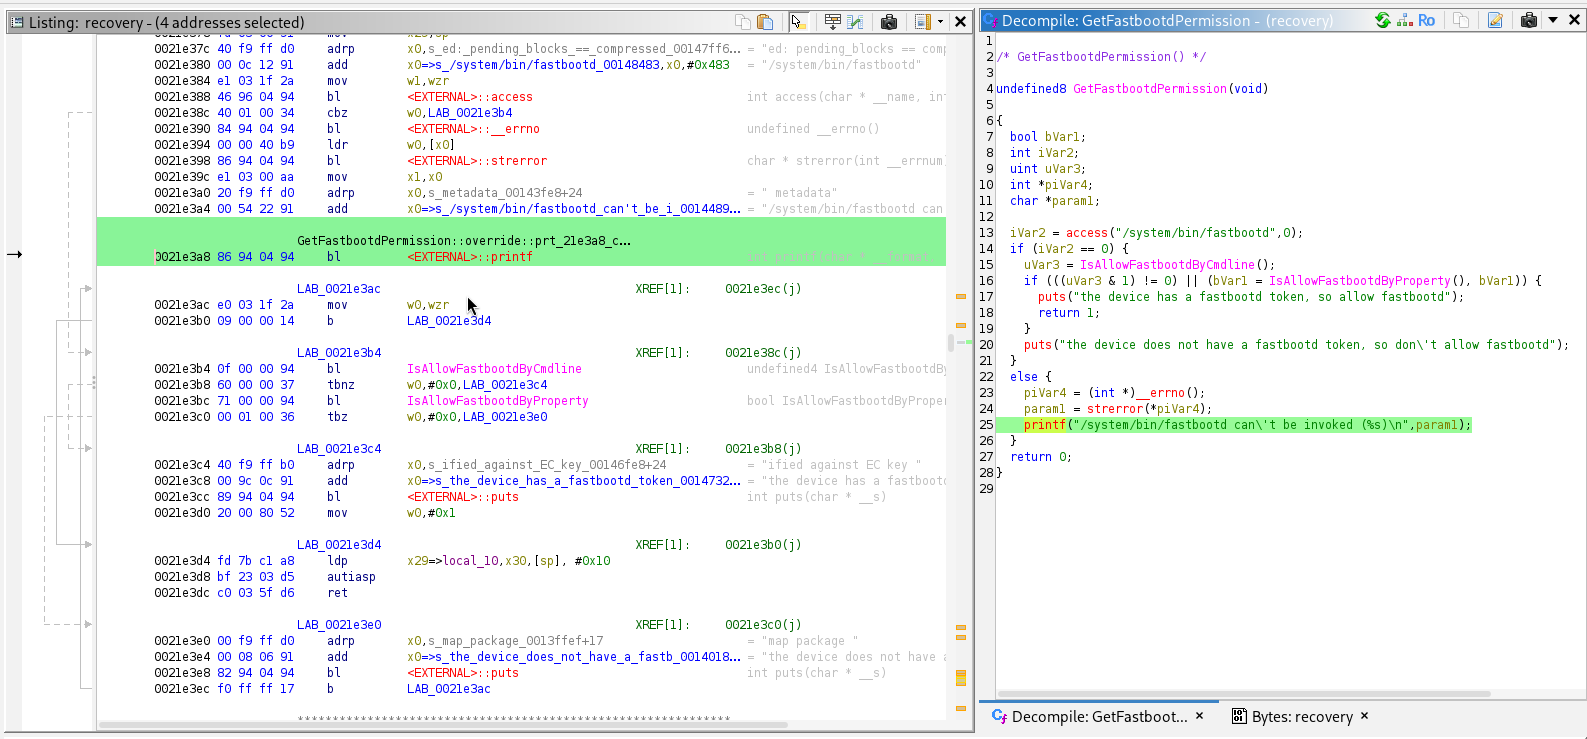 Listing: recovery - (4 addresses selected)
0021e37c 40 f9 ff d0 adrp x0,s_ed:_pending_blocks_==_compressed_00147ff6... = "ed: pending_blocks == comp
0021e380 00 0c 12 91 add x0=>s_/system/bin/fastbootd_00148483,x0,#0x483 = "/system/bin/fastbootd"
0021e384 e1 03 1f 2a mov w1,wzr
0021e388 46 96 04 94 bl <EXTERNAL>::access int access(char * __name, int
0021e38c 40 01 00 34 cbz w0,LAB_0021e3b4
0021e390 84 94 04 94 bl <EXTERNAL>::__errno undefined __errno()
0021e394 00 00 40 b9 ldr w0,[x0]
0021e398 86 94 04 94 bl <EXTERNAL>::strerror char * strerror(int __errnum
0021e39c e1 03 00 aa mov x1,x0
0021e3a0 20 f9 ff d0 adrp x0,s_metadata_00143fe8+24 = " metadata"
0021e3a4 00 54 22 91 add x0=>s_/system/bin/fastbootd_can't_be_i_0014489... = "/system/bin/fastbootd can
GetFastbootdPermission::override::prt_21e3a8_c...
0021e3a8 86 94 04 94 bl <EXTERNAL>::printf int printf(char * __format,
LAB_0021e3ac XREF[1]: 0021e3ec(j)
0021e3ac e0 03 1f 2a mov w0,wzr
0021e3b0 09 00 00 14 b LAB_0021e3d4
LAB_0021e3b4 XREF[1]: 0021e38c(j)
0021e3b4 0f 00 00 94 bl IsAllowFastbootdByCmdline undefined4 IsAllowFastbootdBy
0021e3b8 60 00 00 37 tbnz w0,#0x0,LAB_0021e3c4
0021e3bc 71 00 00 94 bl IsAllowFastbootdByProperty bool IsAllowFastbootdByProper
0021e3c0 00 01 00 36 tbz w0,#0x0,LAB_0021e3e0
LAB_0021e3c4 XREF[1]: 0021e3b8(j)
0021e3c4 40 f9 ff b0 adrp x0,s_ified_against_EC_key_00146fe8+24 = "ified against EC key "
0021e3c8 00 9c 0c 91 add x0=>s_the_device_has_a_fastbootd_token_0014732... = "the device has a fastbootd
0021e3cc 89 94 04 94 bl <EXTERNAL>::puts int puts(char * __s)
0021e3d0 20 00 80 52 mov w0,#0x1
LAB_0021e3d4 XREF[1]: 0021e3b0(j)
0021e3d4 fd 7b c1 a8 ldp x29=>local_10,x30,[sp], #0x10
0021e3d8 bf 23 03 d5 autiasp
0021e3dc c0 03 5f d6 ret
LAB_0021e3e0 XREF[1]: 0021e3c0(j)
0021e3e0 00 f9 ff d0 adrp x0,s_map_package_0013ffef+17 = "map package "
0021e3e4 00 08 06 91 add x0=>s_the_device_does_not_have_a_fastb_0014018... = "the device does not have a
0021e3e8 82 94 04 94 bl <EXTERNAL>::puts int puts(char * __s)
0021e3ec f0 ff ff 17 b LAB_0021e3ac
**************************************************************
Decompile: GetFastbootdPermission - (recovery)
Ro
1
2 /* GetFastbootdPermission() */
3
4 undefined8 GetFastbootdPermission(void)
5
6 {
7 bool bVar1;
8 int iVar2;
9 uint uVar3;
10 int *piVar4;
11 char *param1;
12
13 iVar2 = access("/system/bin/fastbootd",0);
14 if (iVar2 == 0) {
15 uVar3 = IsAllowFastbootdByCmdline();
16 if (((uVar3 & 1) != 0) || (bVar1 = IsAllowFastbootdByProperty(), bVar1)) {
17 puts("the device has a fastbootd token, so allow fastbootd");
18 return 1;
19 }
20 puts("the device does not have a fastbootd token, so don\'t allow fastbootd");
21 }
22 else {
23 piVar4 = (int *)__errno();
24 param1 = strerror(*piVar4);
25 printf("/system/bin/fastbootd can\'t be invoked (%s)\n",param1);
26 }
27 return 0;
28 }
29
Decompile: GetFastboot... ×
Bytes: recovery ×